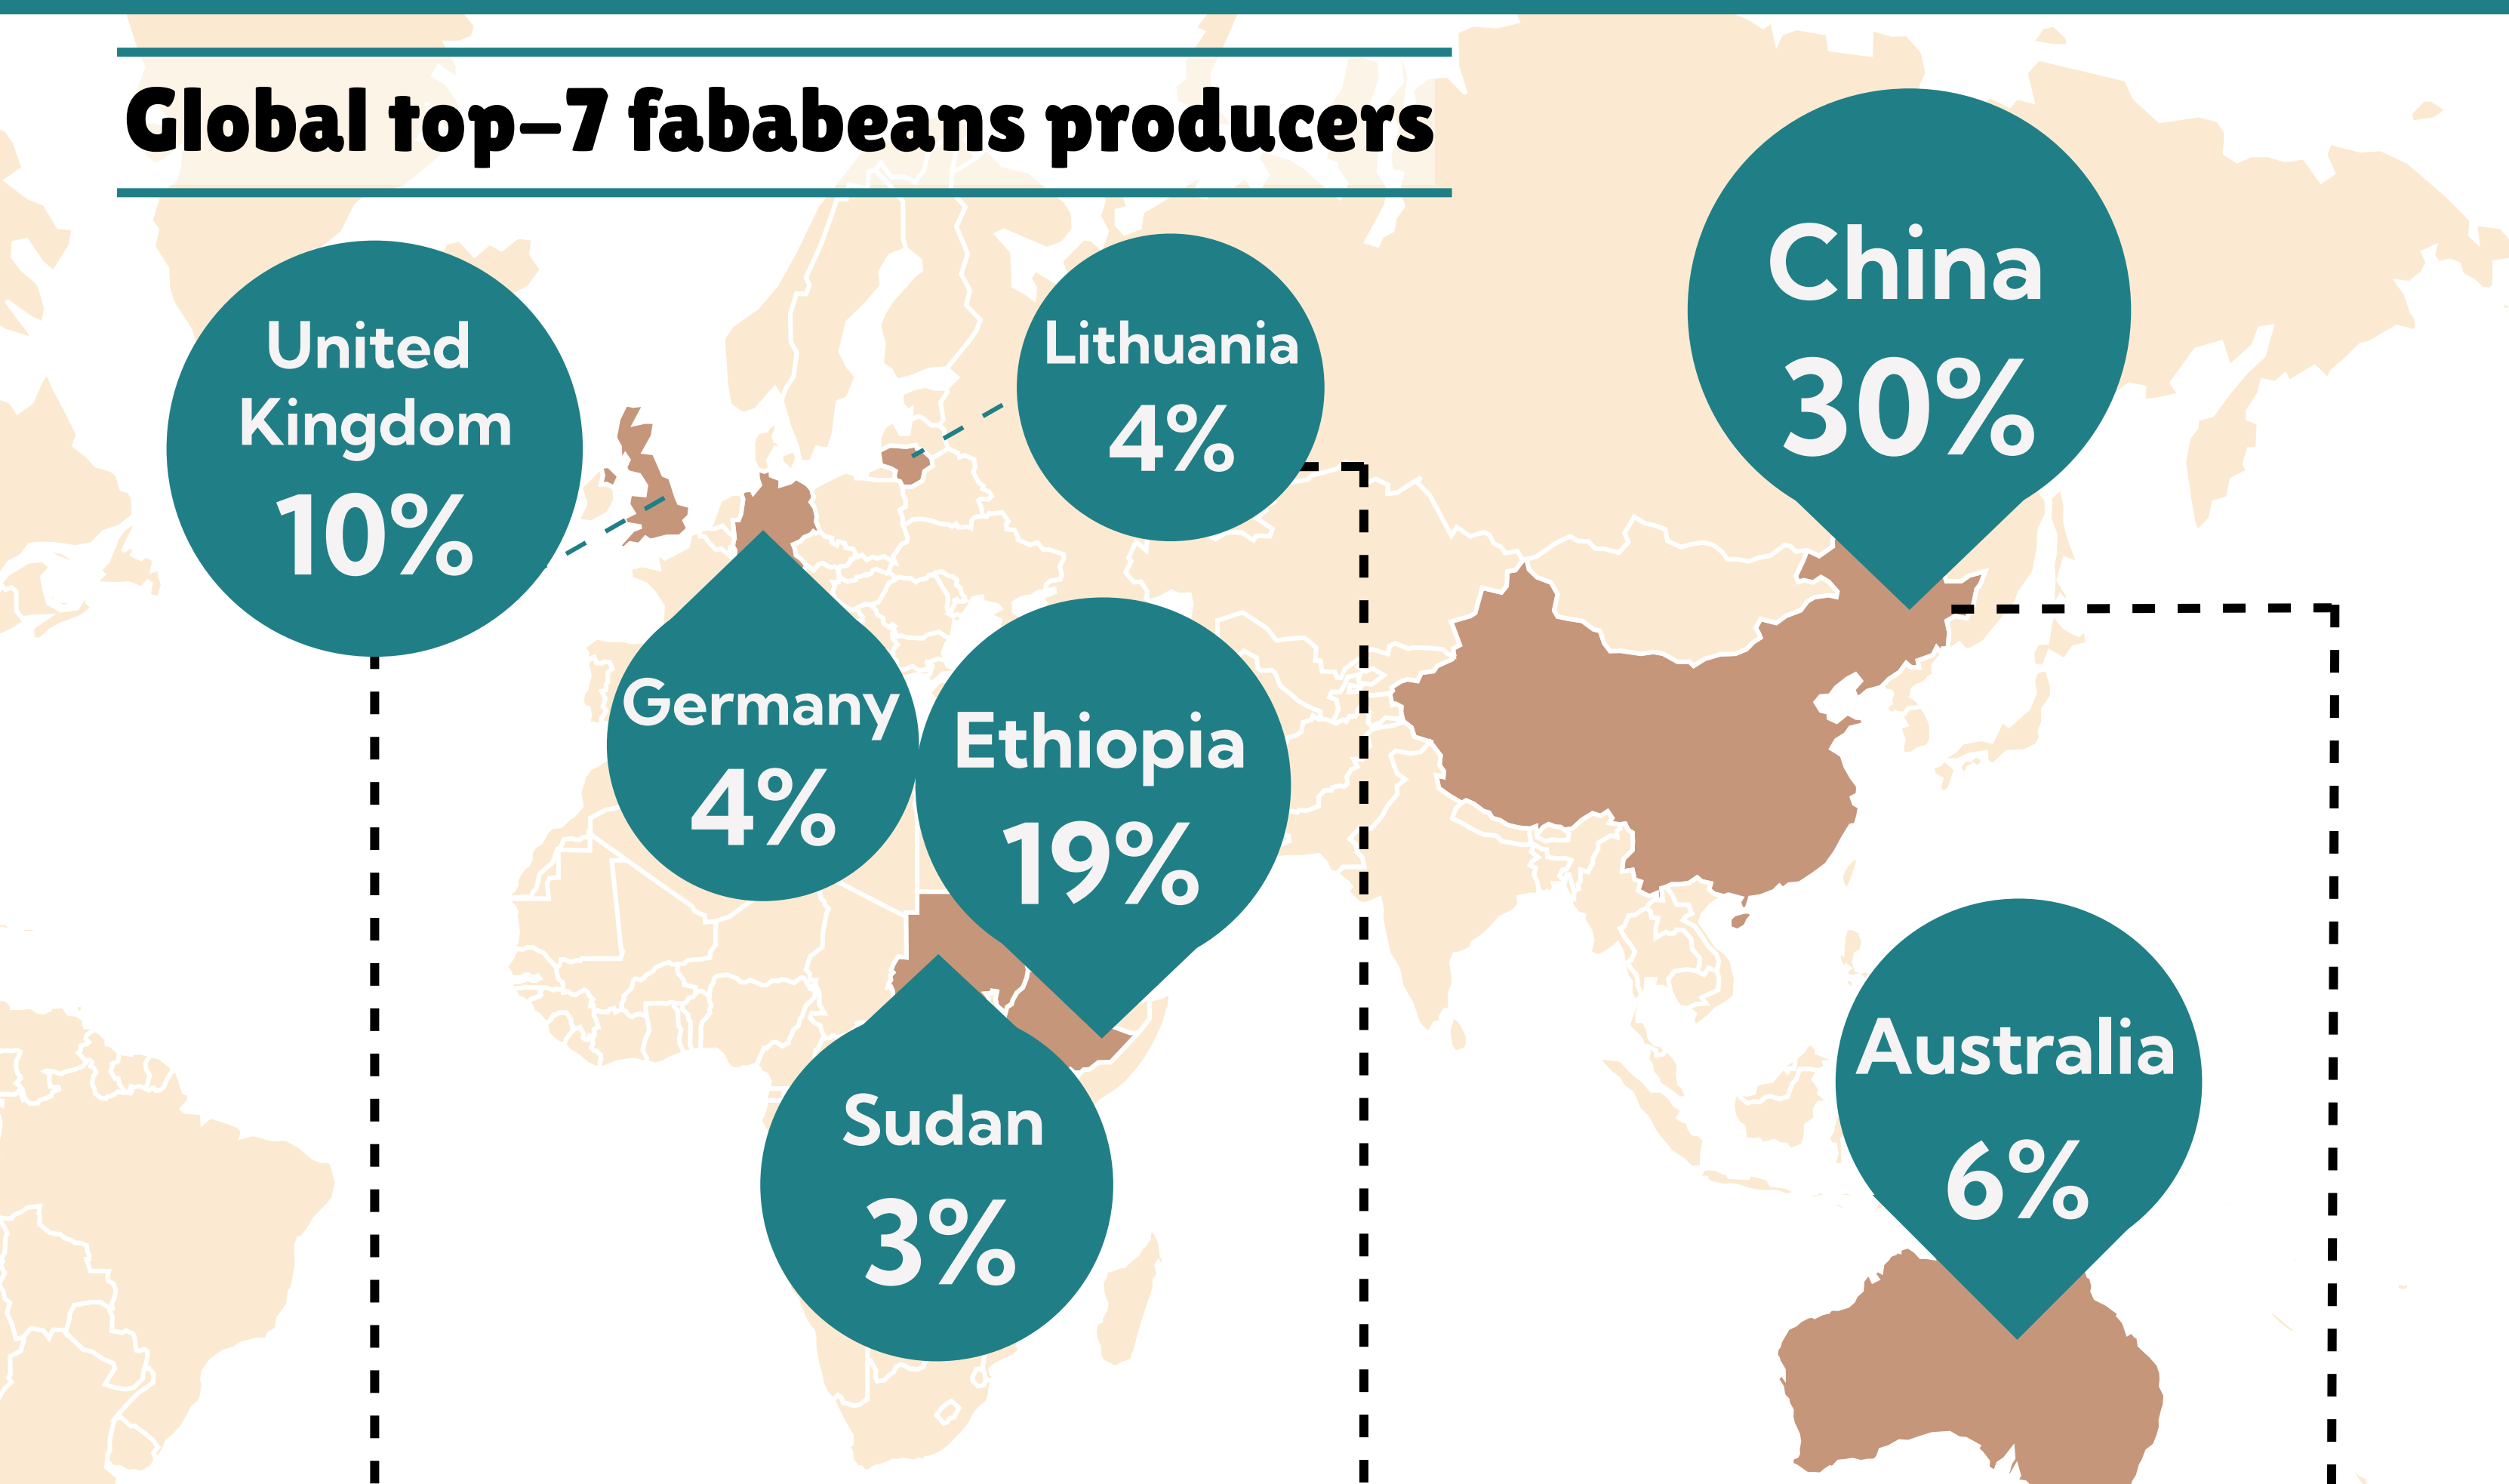 Global top–7 fababeans producers
United
Kingdom
10%
Lithuania
4%
China
30%
Germany
4%
Ethiopia
19%
Sudan
3%
Australia
6%